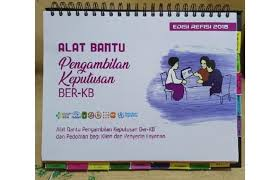 EDISI REFISI 2018
ALAT BANTU
Pengambilan
Keputusan
BER-KB
Alat Bantu Pengambilan Keputusan Ber-KB
dan Pedoman bagi Klien dan Penyedia Layanan